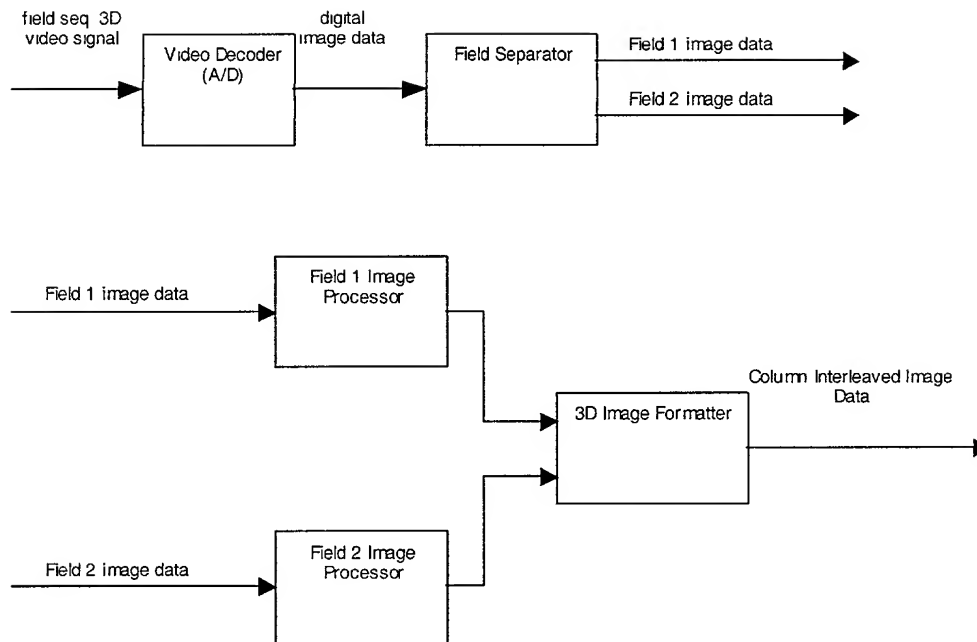 field seq 3D
video signal
Video Decoder
(A/D)
digital
image data
Field Separator
Field 1 image data
Field 2 image data
Field 1 image data
Field 1 Image
Processor
Column Interleaved Image
Data
3D Image Formatter
Field 2 image data
Field 2 Image
Processor